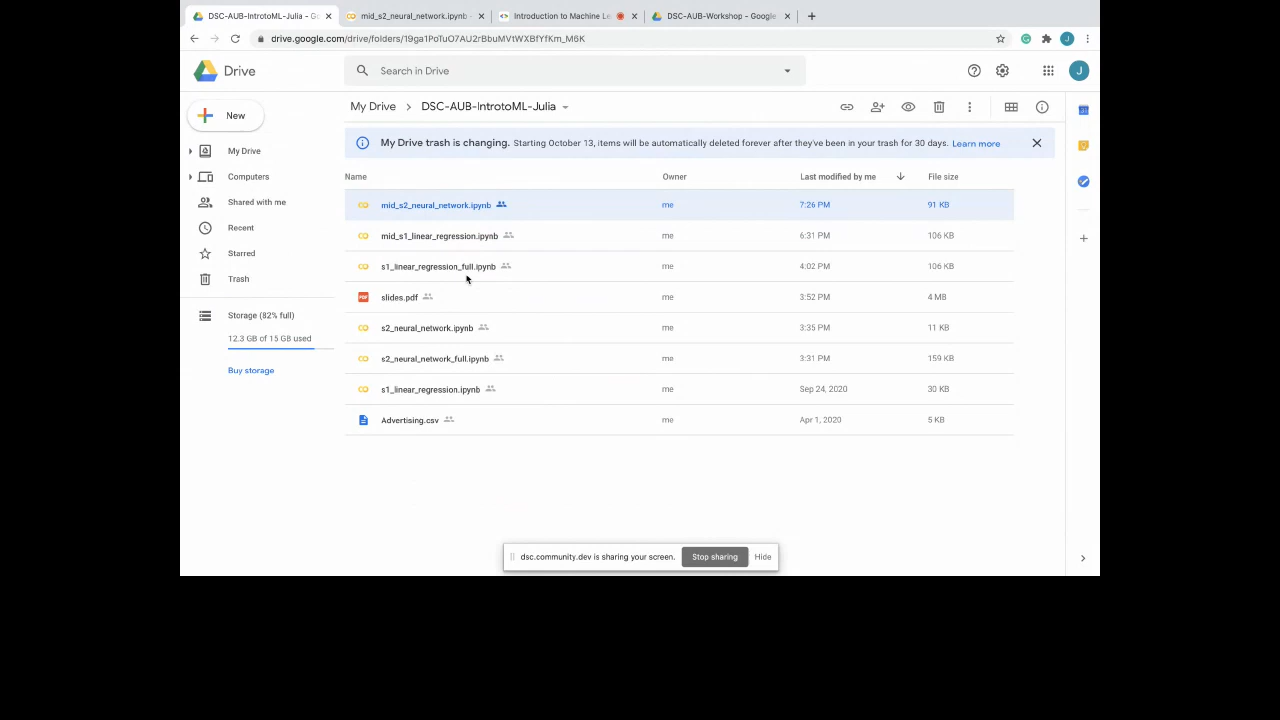 DSC-AUB-IntrotoML-Julia - Go
mid_s2_neural_network.ipynb -
Introduction to Machine Le
DSC-AUB-Workshop - Google
drive.google.com/drive/folders/19ga1PoTuO7AU2rBbuMVtWXBfYfKm_M6K
J
Drive
Search in Drive
J
New
My Drive
Computers
Shared with me
Recent
Starred
Trash
Storage (82% full)
12.3 GB of 15 GB used
Buy storage
My Drive > DSC-AUB-IntrotoML-Julia
My Drive trash is changing. Starting October 13, items will be automatically deleted forever after they've been in your trash for 30 days. Learn more
Name Owner Last modified by me File size
mid_s2_neural_network.ipynb me 7:26 PM 91 KB
mid_s1_linear_regression.ipynb me 6:31 PM 106 KB
s1_linear_regression_full.ipynb me 4:02 PM 106 KB
PDF slides.pdf me 3:52 PM 4 MB
s2_neural_network.ipynb me 3:35 PM 11 KB
s2_neural_network_full.ipynb me 3:31 PM 159 KB
s1_linear_regression.ipynb me Sep 24, 2020 30 KB
Advertising.csv me Apr 1, 2020 5 KB
dsc.community.dev is sharing your screen. Stop sharing Hide